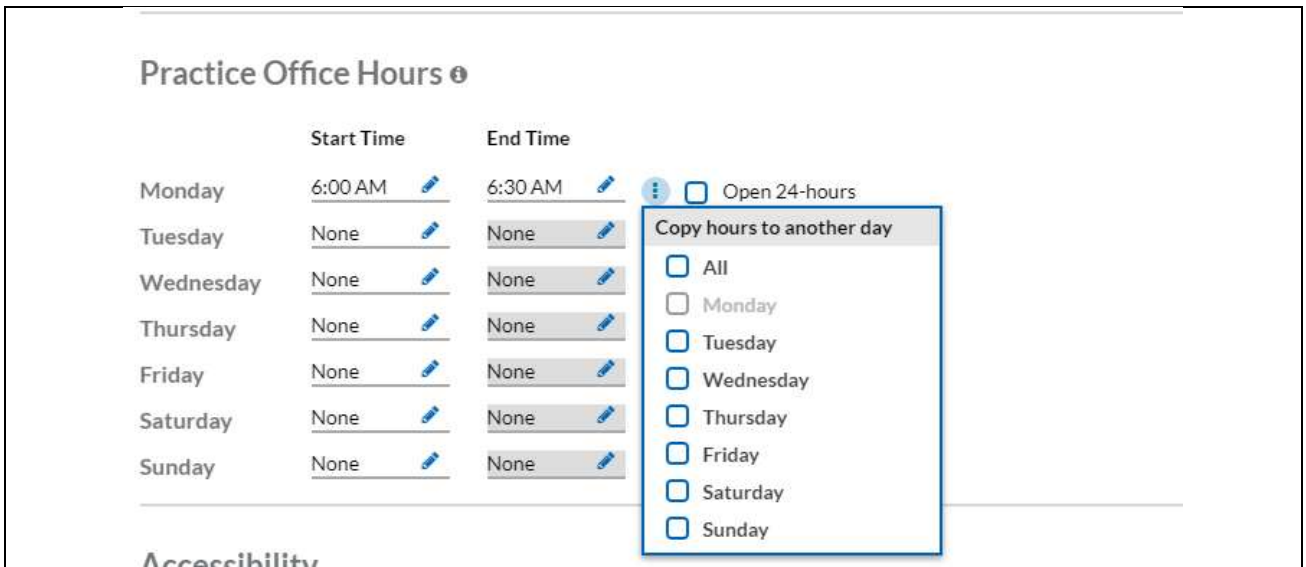 Practice Office Hours
Start Time End Time
Monday 6:00 AM 6:30 AM Open 24-hours
Tuesday None None Copy hours to another day
All
Wednesday None None Monday
Thursday None None Tuesday
Friday None None Wednesday
Saturday None None Thursday
Sunday None None Friday
Saturday
Sunday
Accessibility